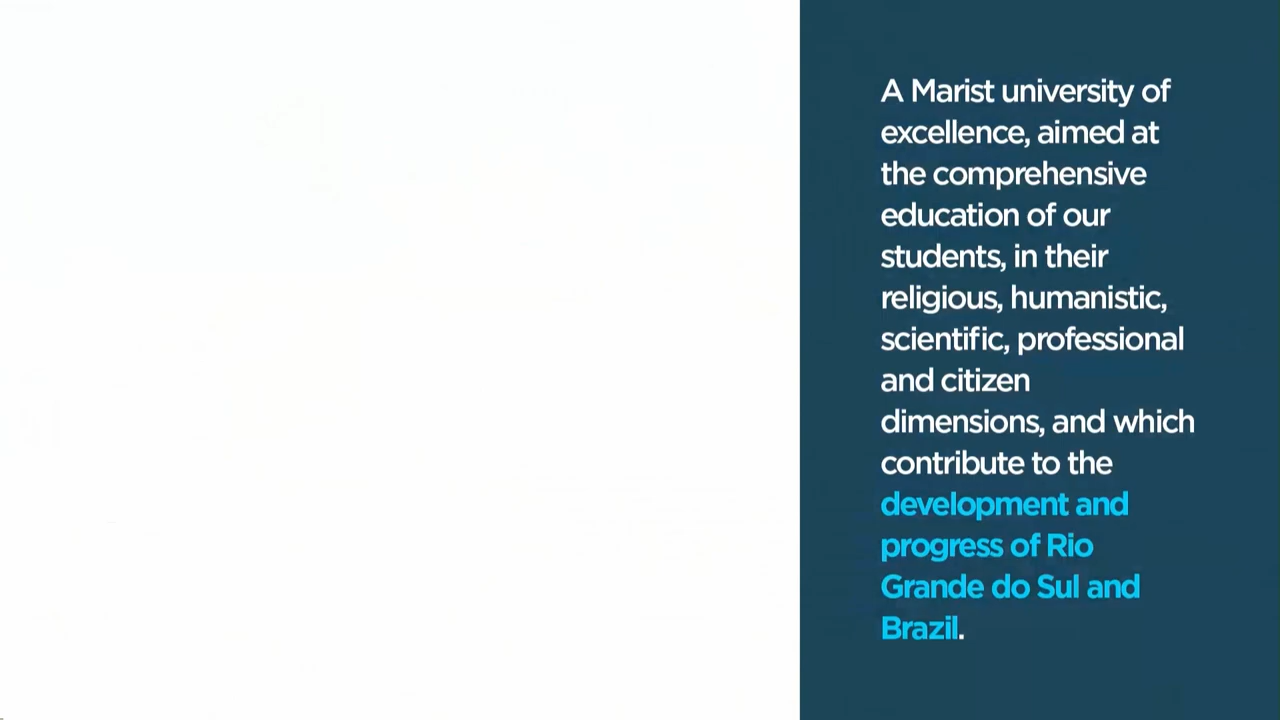 A Marist university of
excellence, aimed at
the comprehensive
education of our
students, in their
religious, humanistic,
scientific, professional
and citizen
dimensions, and which
contribute to the
development and
progress of Rio
Grande do Sul and
Brazil.